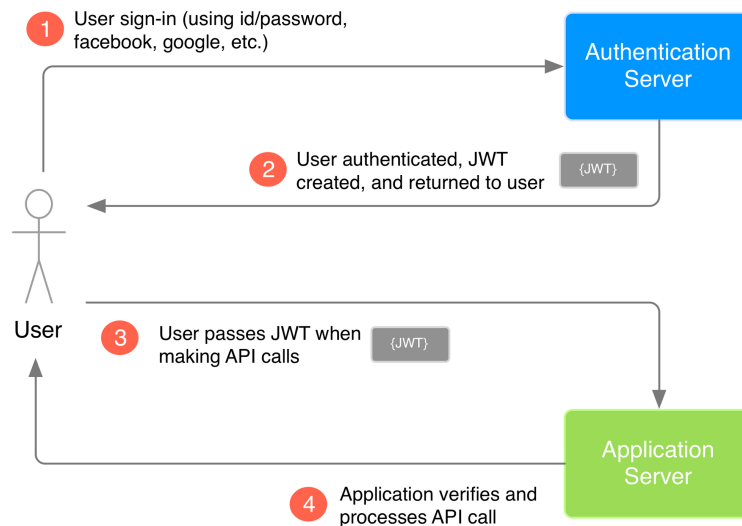 1
User sign-in (using id/password,
facebook, google, etc.)
Authentication
Server
2
User authenticated, JWT
created, and returned to user
{JWT}
User
3
User passes JWT when
making API calls
{JWT}
Application
Server
4
Application verifies and
processes API call